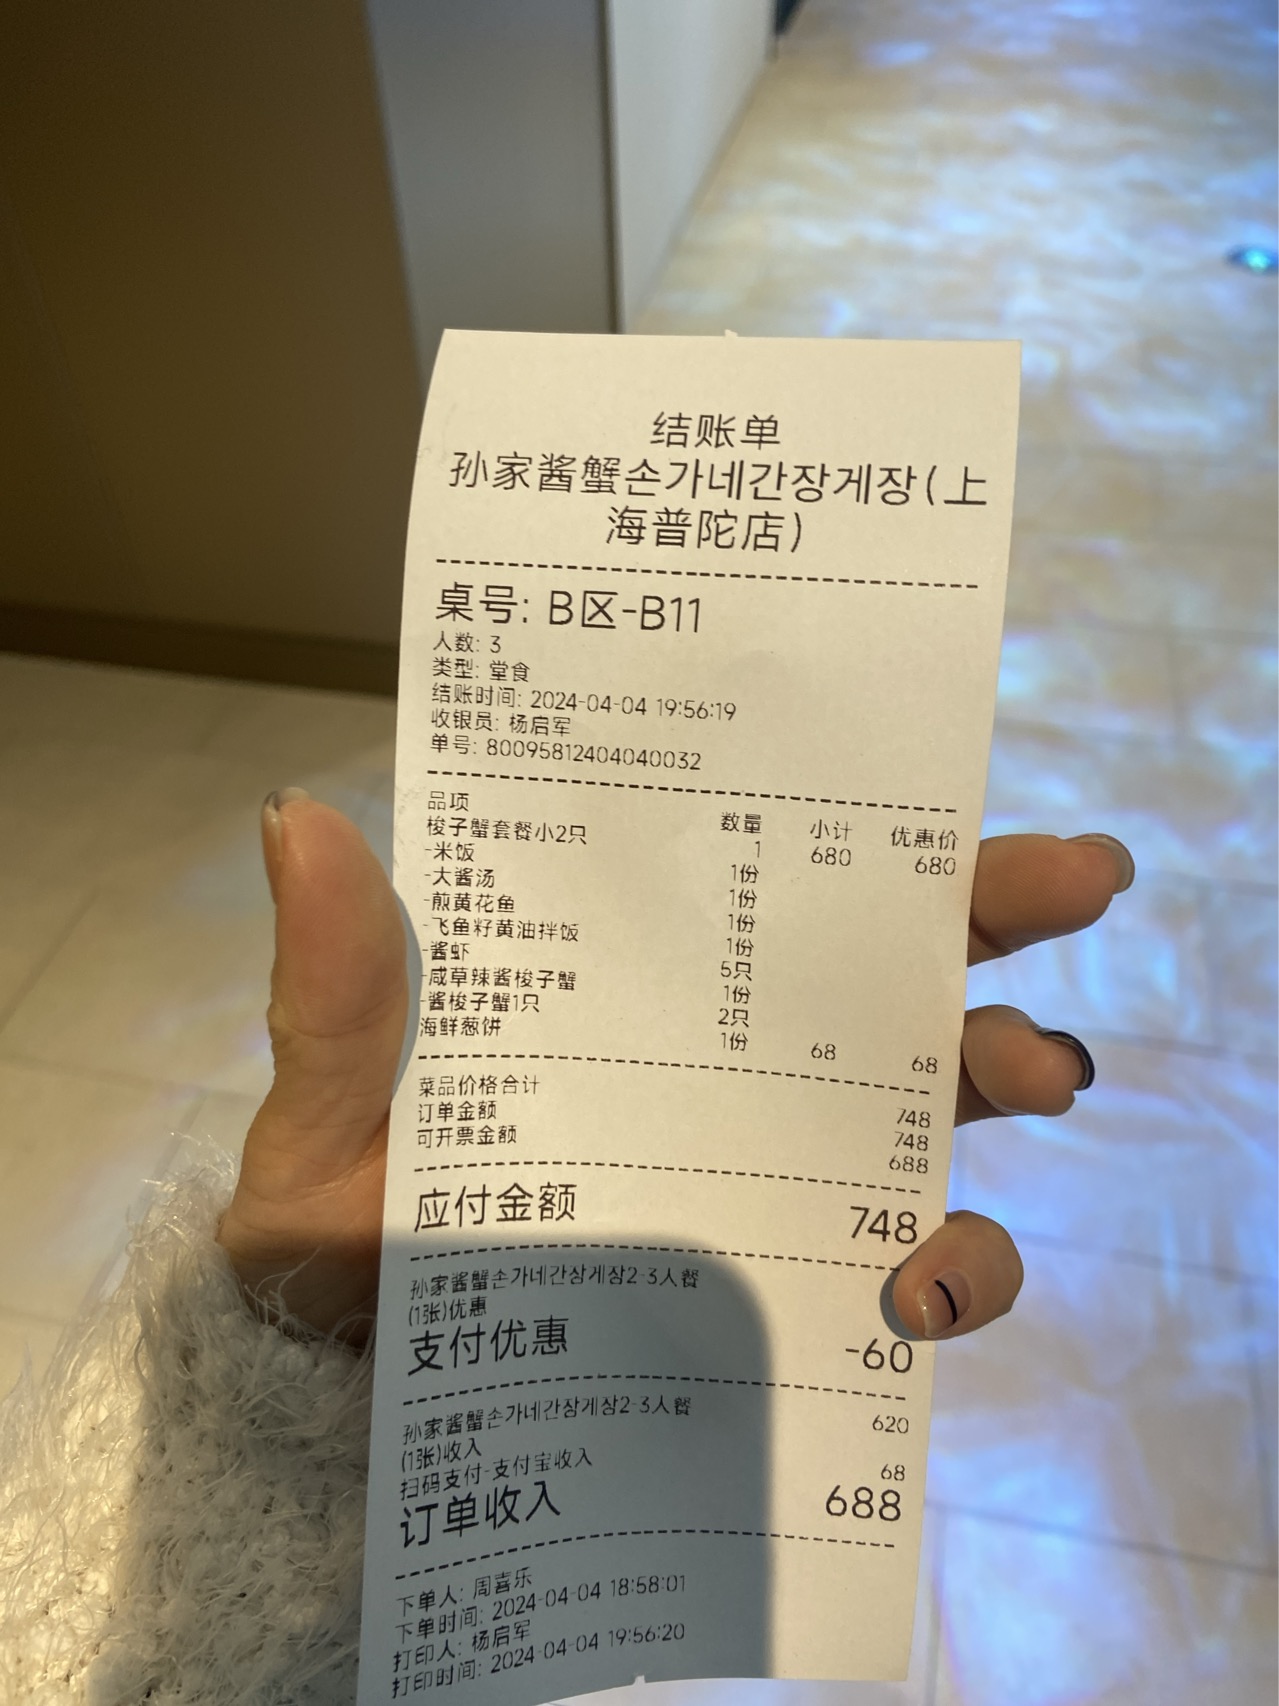 结账单
孙家酱蟹손가네간장게장(上
海普陀店)
桌号: B区-B11
人数: 3
类型: 堂食
结账时间: 2024-04-04 19:56:19
收银员: 杨启军
单号: 80095812404040032
品项 数量 小计 优惠价
梭子蟹套餐小2只 1 680 680
-米饭 1份
-大酱汤 1份
-煎黄花鱼 1份
-飞鱼籽黄油拌饭 1份
-酱虾 5只
-咸草辣酱梭子蟹 1份
-酱梭子蟹1只 2只
海鲜葱饼 1份 68 68
菜品价格合计 748
订单金额 748
可开票金额 688
应付金额 748
孙家酱蟹손가네간장게장2-3人餐
(1张)优惠
支付优惠 -60
孙家酱蟹손가네간장게장2-3人餐 620
(1张)收入
扫码支付-支付宝收入 68
订单收入 688
下单人: 周喜乐
下单时间: 2024-04-04 18:58:01
打印人: 杨启军
打印时间: 2024-04-04 19:56:20